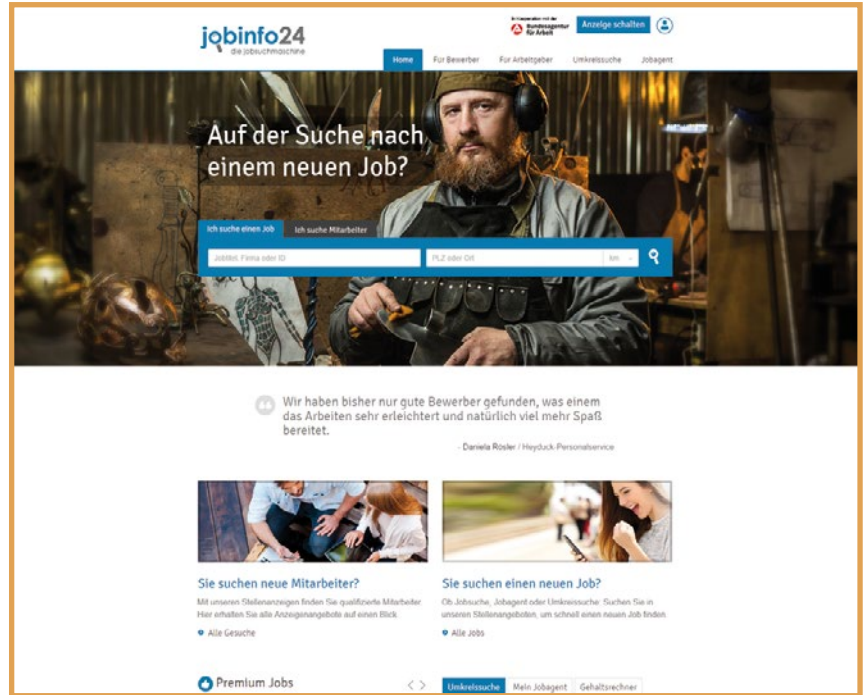 jobinfo24
die jobsuchmaschine
In Kooperation mit der
Bundesagentur
für Arbeit
Anzeige schalten
Home
Für Bewerber
Für Arbeitgeber
Umkreissuche
Jobagent
Auf der Suche nach
einem neuen Job?
Ich suche einen Job
Ich suche Mitarbeiter
Jobtitel, Firma oder ID
PLZ oder Ort
km
Wir haben bisher nur gute Bewerber gefunden, was einem
das Arbeiten sehr erleichtert und natürlich viel mehr Spaß
bereitet.
- Daniela Rösler / Heyduck-Personalservice
Sie suchen neue Mitarbeiter?
Mit unseren Stellenanzeigen finden Sie qualifizierte Mitarbeiter.
Hier erhalten Sie alle Anzeigenangebote auf einen Blick.
Alle Gesuche
Sie suchen einen neuen Job?
Ob Jobsuche, Jobagent oder Umkreissuche: Suchen Sie in
unseren Stellenangeboten, um schnell einen neuen Job finden.
Alle Jobs
Premium Jobs
Umkreissuche
Mein Jobagent
Gehaltsrechner